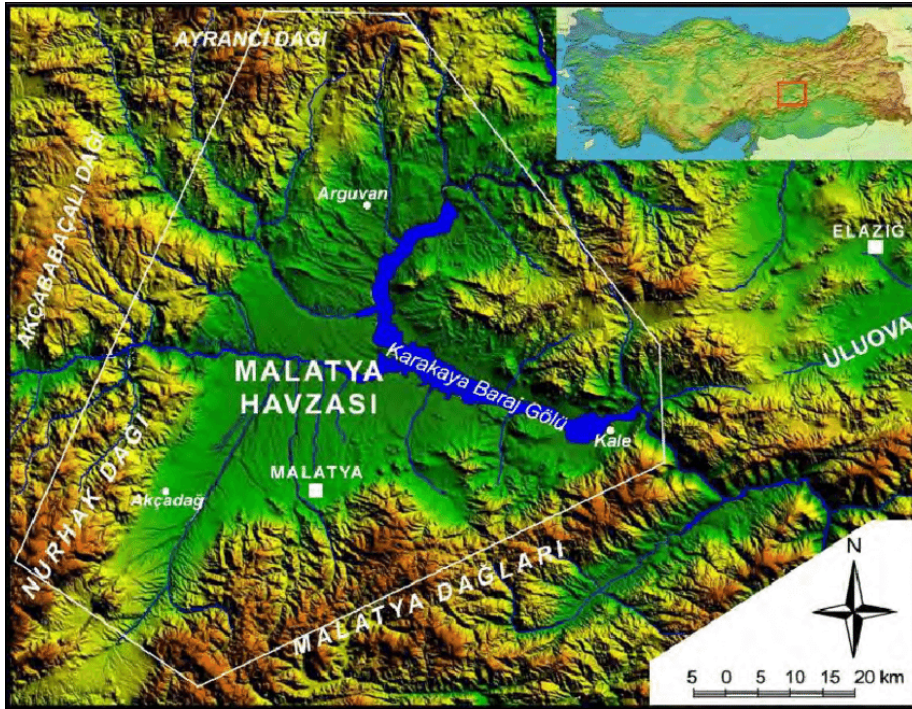 AYRANCI DAĞI
AKÇABABAÇALI DAĞI
Arguvan
ELAZIĞ
ULUOVA
Karakaya Baraj Gölü
MALATYA
HAVZASI
Kale
MALATYA
Akçadağ
NURHAK DAĞI
MALATYA DAĞLARI
N
5 0 5 10 15 20 km